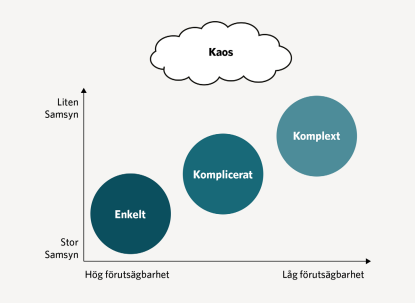 Kaos
Liten
Samsyn
Komplext
Komplicerat
Enkelt
Stor
Samsyn
Hög förutsägbarhet
Låg förutsägbarhet